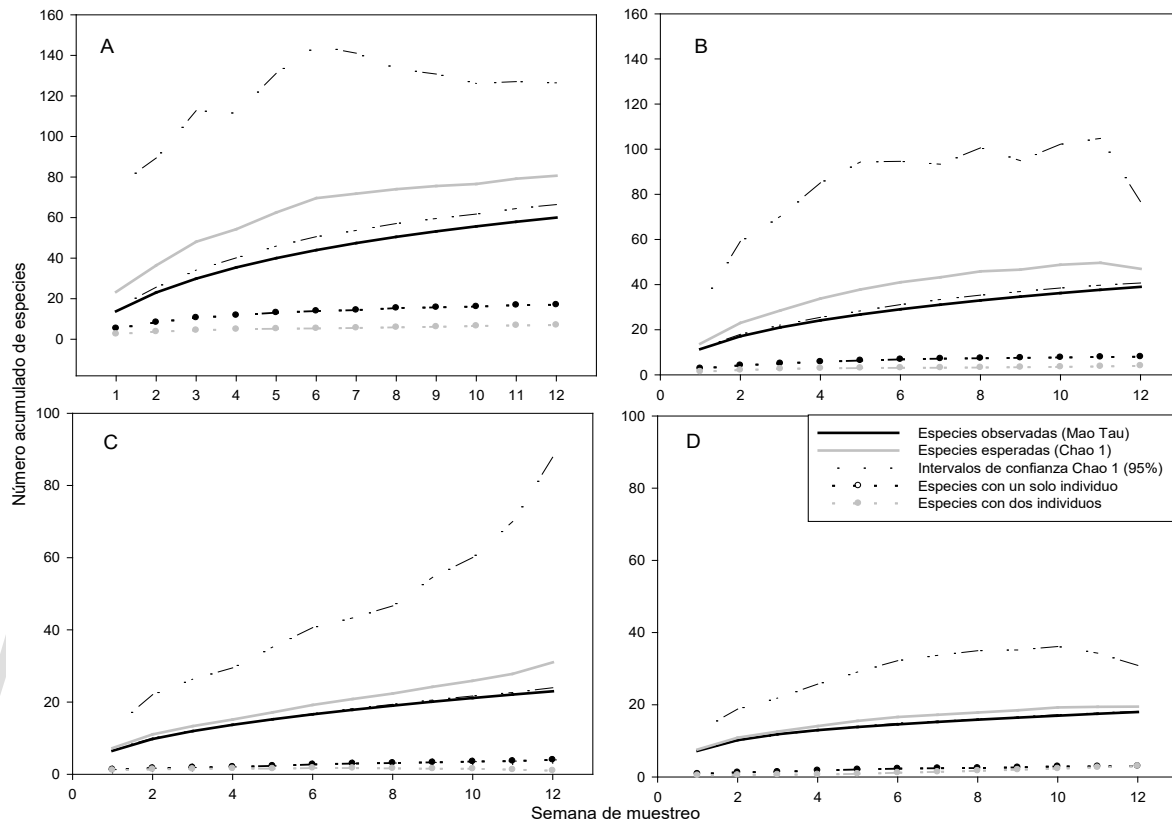 160
140
120
100
80
60
40
20
0
A
1 2 3 4 5 6 7 8 9 10 11 12
160
140
120
100
80
60
40
20
0
B
0 2 4 6 8 10 12
Número acumulado de especies
100
80
60
40
20
0
C
0 2 4 6 8 10 12
100
80
60
40
20
0
D
Especies observadas (Mao Tau)
Especies esperadas (Chao 1)
Intervalos de confianza Chao 1 (95%)
Especies con un solo individuo
Especies con dos individuos
0 2 4 6 8 10 12
Semana de muestreo